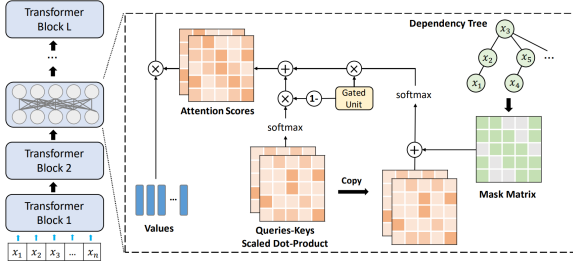 Transformer
Block L
...
Transformer
Block 2
Transformer
Block 1
x₁ x₂ x₃ ... xₙ
Attention Scores
1-
Gated
Unit
softmax
softmax
Values
...
Queries-Keys
Scaled Dot-Product
Copy
Dependency Tree
x₃
x₂ x₅ ...
x₁ x₄
Mask Matrix